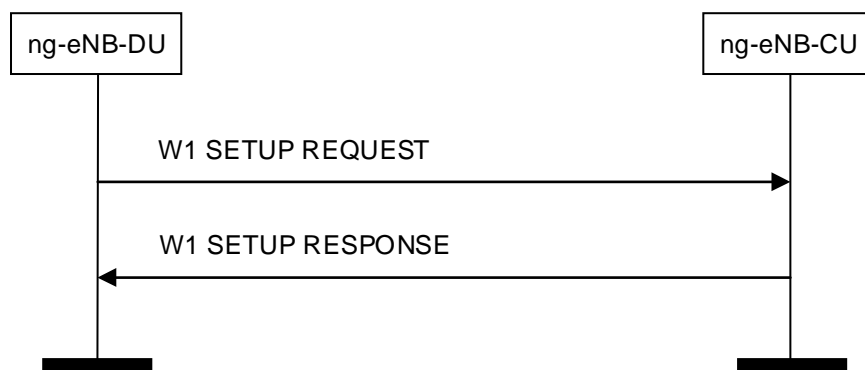 ng-eNB-DU
ng-eNB-CU
W1 SETUP REQUEST
W1 SETUP RESPONSE